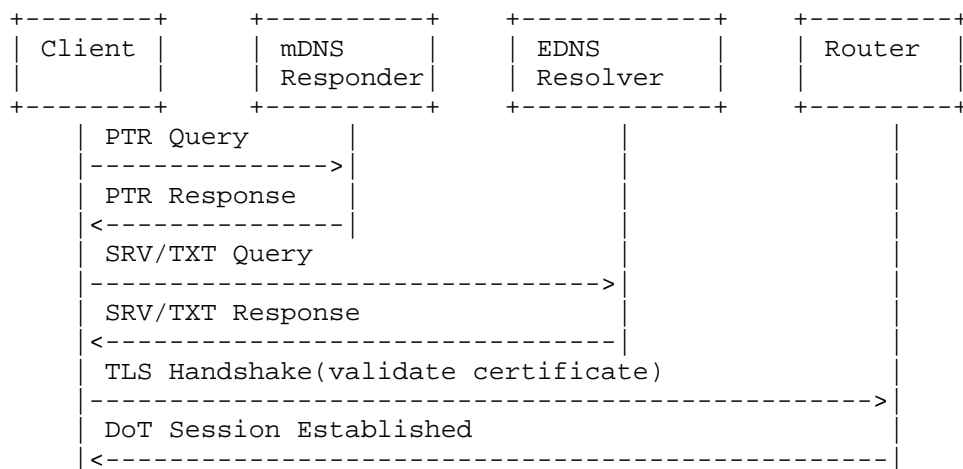 Client mDNS EDNS Router
Responder Resolver
PTR Query
PTR Response
SRV/TXT Query
SRV/TXT Response
TLS Handshake(validate certificate)
DoT Session Established